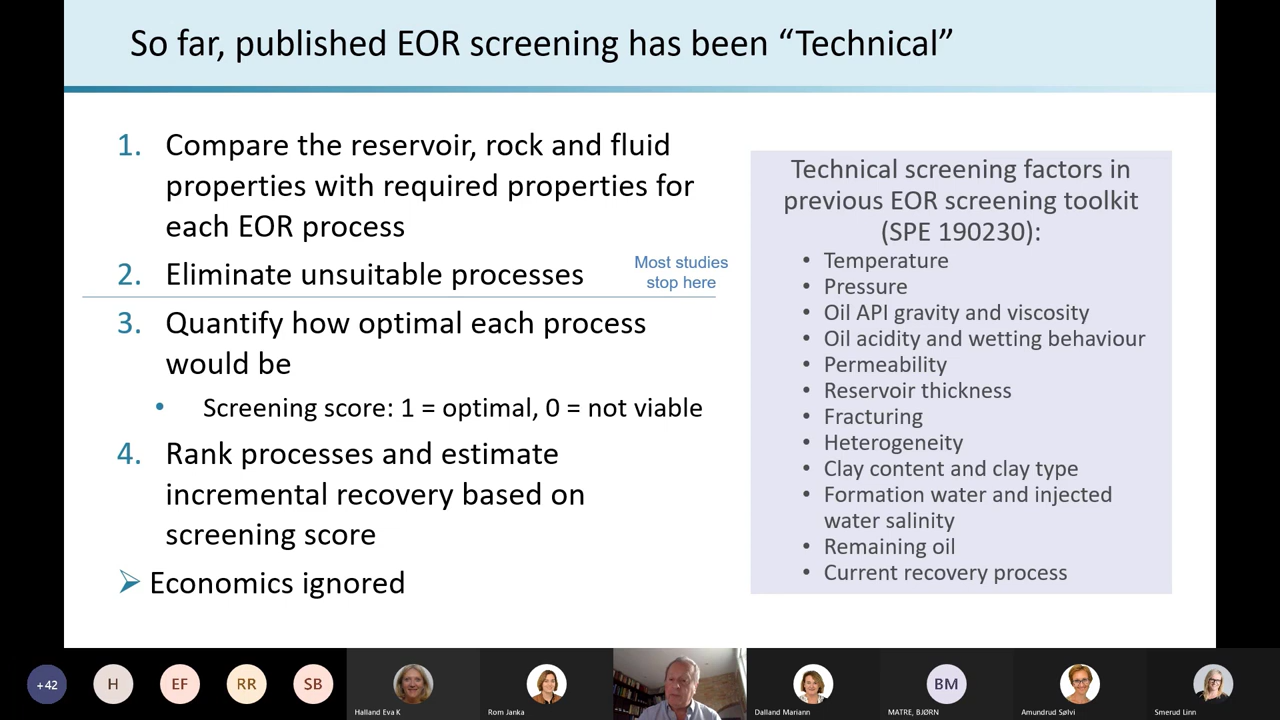 So far, published EOR screening has been “Technical”
1. Compare the reservoir, rock and fluid
properties with required properties for
each EOR process
2. Eliminate unsuitable processes
Most studies
stop here
3. Quantify how optimal each process
would be
• Screening score: 1 = optimal, 0 = not viable
4. Rank processes and estimate
incremental recovery based on
screening score
➢ Economics ignored
Technical screening factors in
previous EOR screening toolkit
(SPE 190230):
• Temperature
• Pressure
• Oil API gravity and viscosity
• Oil acidity and wetting behaviour
• Permeability
• Reservoir thickness
• Fracturing
• Heterogeneity
• Clay content and clay type
• Formation water and injected
water salinity
• Remaining oil
• Current recovery process
+42
H
EF
RR
SB
BM
Halland Eva K
Rom Janka
Dalland Mariann
MATRE, BJØRN
Amundrud Sølvi
Smerud Linn